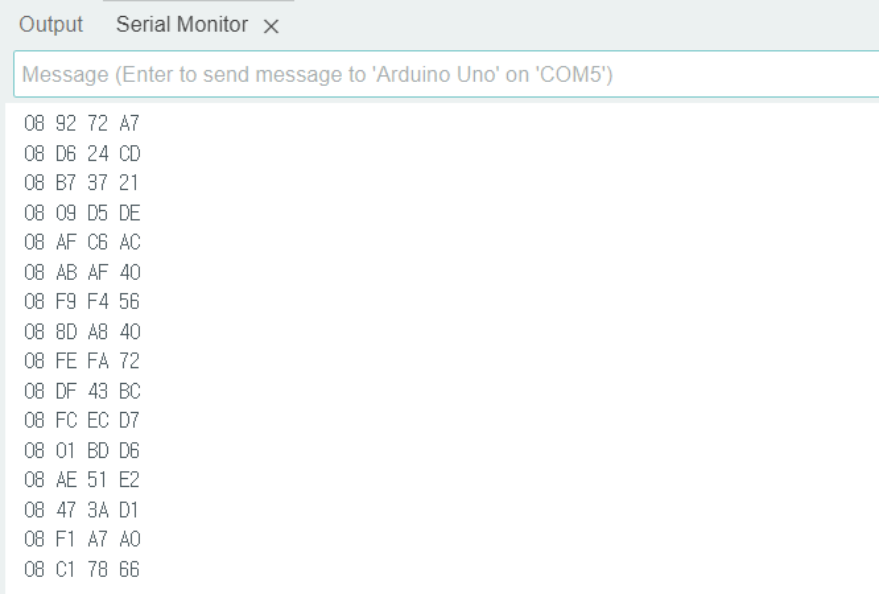 Output Serial Monitor
Message (Enter to send message to 'Arduino Uno' on 'COM5')
08 92 72 A7
08 D6 24 CD
08 B7 37 21
08 09 D5 DE
08 AF C6 AC
08 AB AF 40
08 F9 F4 56
08 8D A8 40
08 FE FA 72
08 DF 43 BC
08 FC EC D7
08 01 BD D6
08 AE 51 E2
08 47 3A D1
08 F1 A7 A0
08 C1 78 66